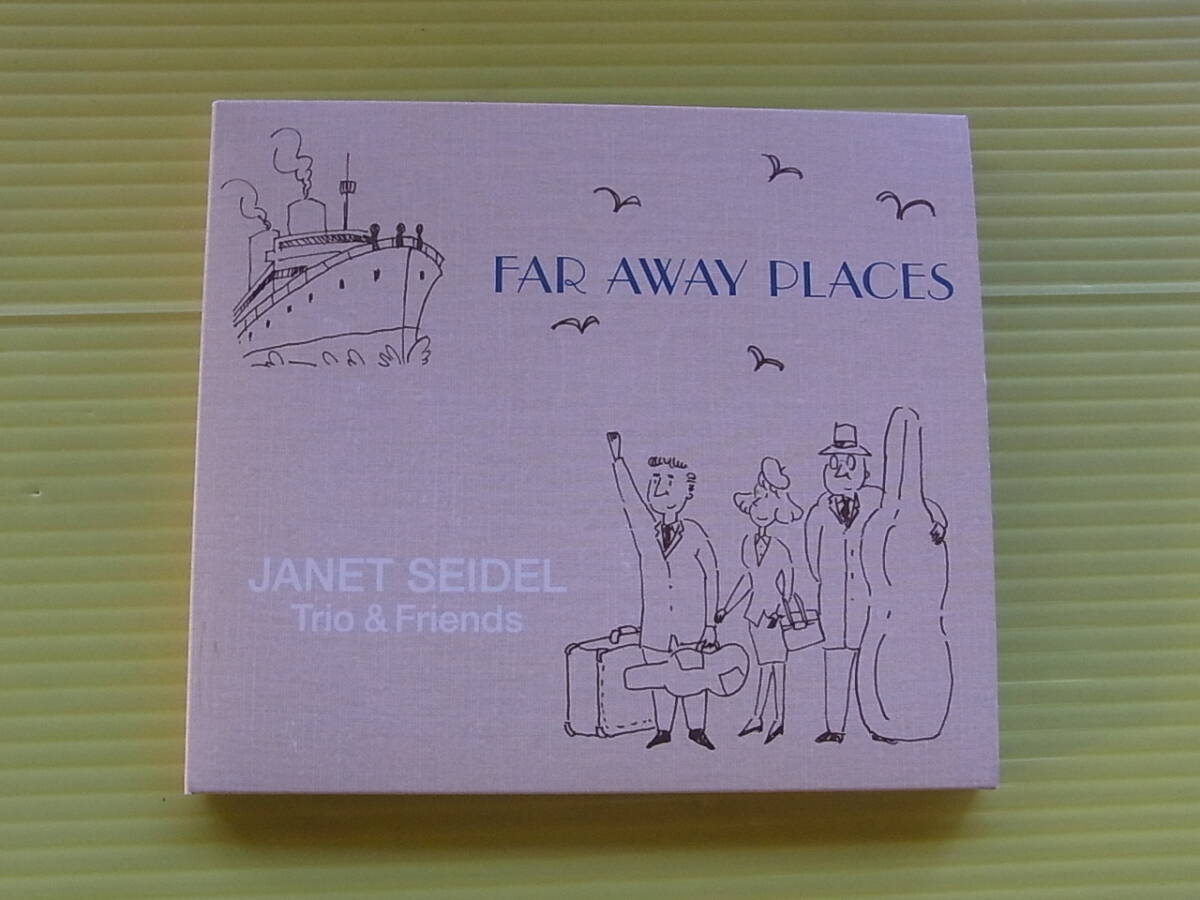 FAR AWAY PLACES
JANET SEIDEL
Trio & Friends